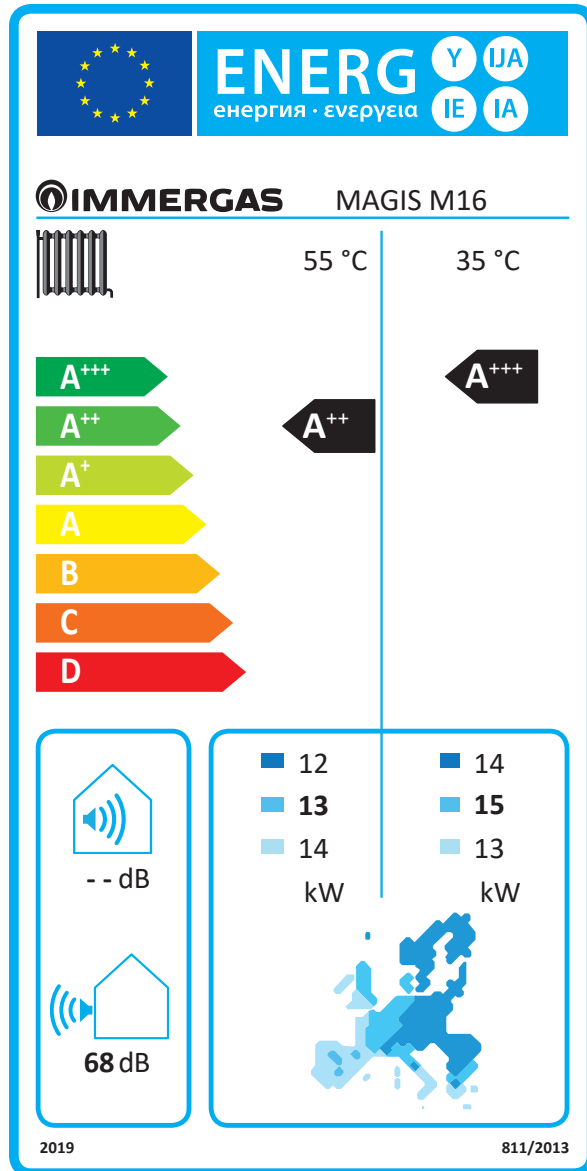 ENERG Y IJA
енергия · ενεργεια IE IA
IMMERGAS MAGIS M16
55 °C 35 °C
A+++ A+++
A++ A++
A+
A
B
C
D
12 14
13 15
14 13
kW kW
- - dB
68 dB
2019 811/2013